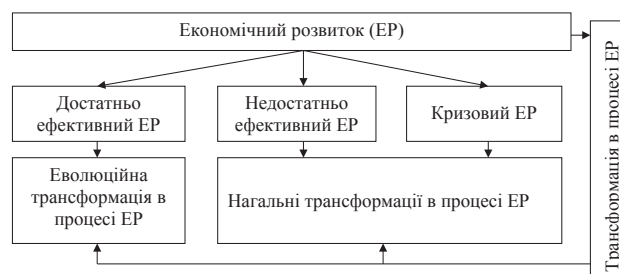 Економічний розвиток (ЕР)
Достатньо
ефективний ЕР
Недостатньо
ефективний ЕР
Кризовий ЕР
Еволюційна
трансформація в
процесі ЕР
Нагальні трансформації в процесі ЕР
Трансформація в процесі ЕР